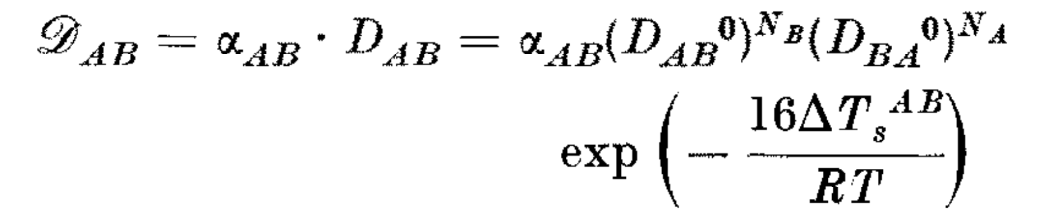 𝒟_{AB} = α_{AB} · D_{AB} = α_{AB}(D_{AB}^0)^{N_B}(D_{BA}^0)^{N_A}
exp (− 16ΔT_s^{AB} / RT)